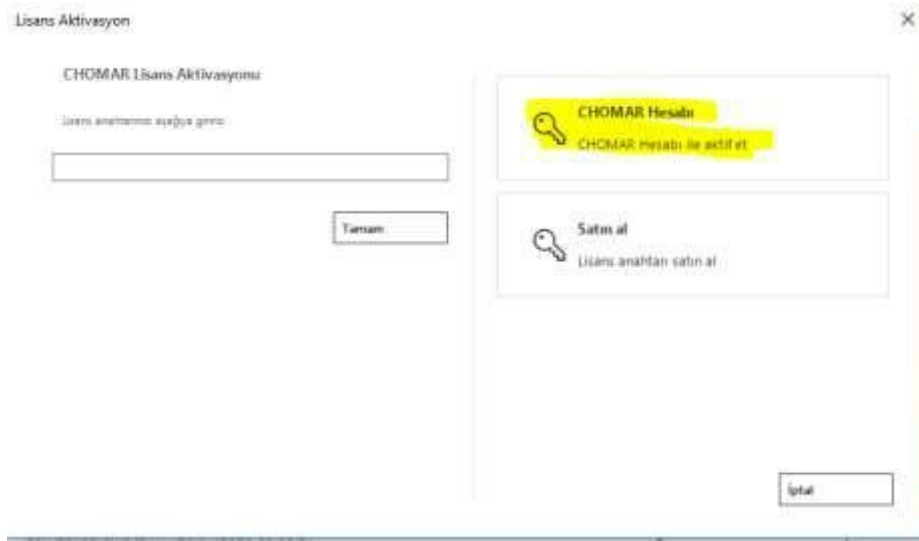 Lisans Aktivasyon
CHOMAR Lisans Aktivasyonu
Lisans anahtarınızı aşağıya giriniz
Tamam
CHOMAR Hesabı
CHOMAR Hesabı ile aktif et
Satın al
Lisans anahtarı satın al
İptal